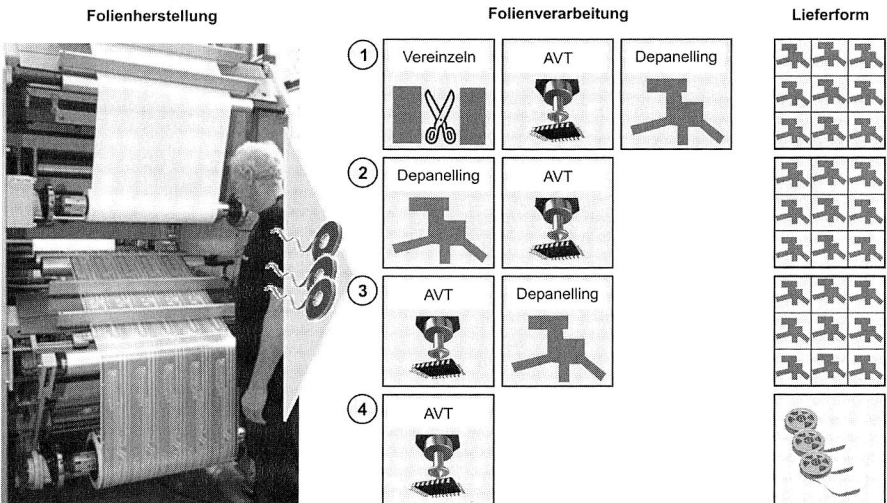 Folienherstellung
Folienverarbeitung
Lieferform
1
Vereinzeln
AVT
Depanelling
2
Depanelling
AVT
3
AVT
Depanelling
4
AVT